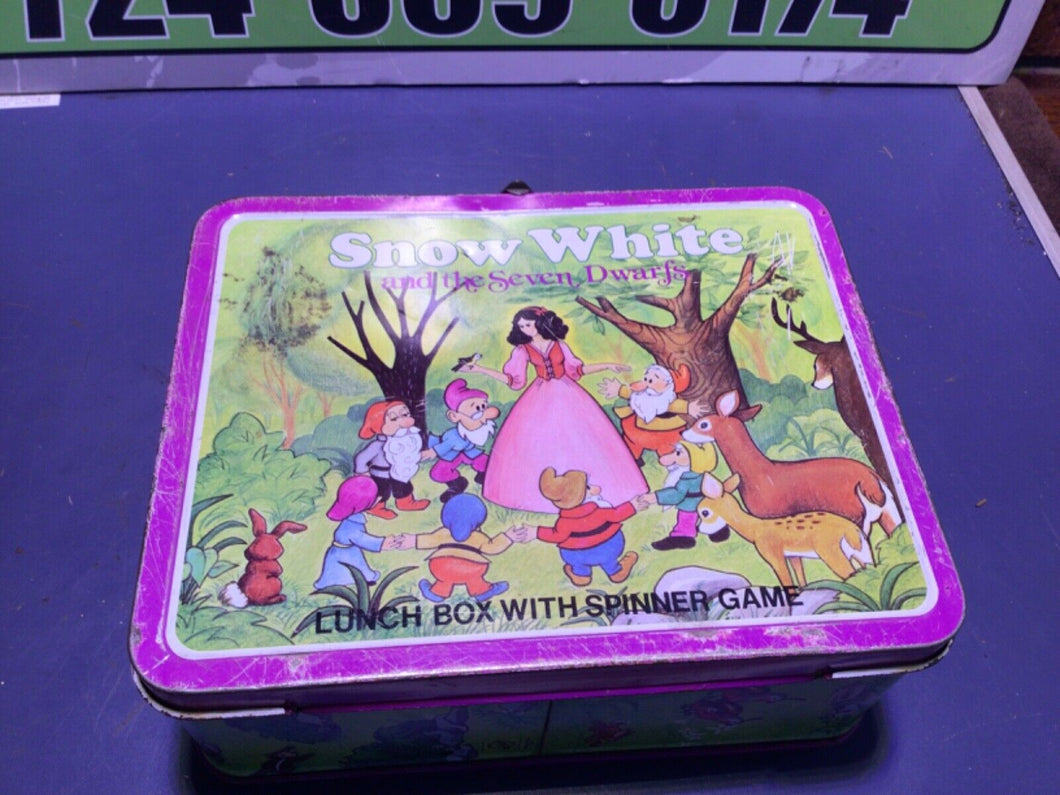 Snow White
and the Seven Dwarfs
LUNCH BOX WITH SPINNER GAME